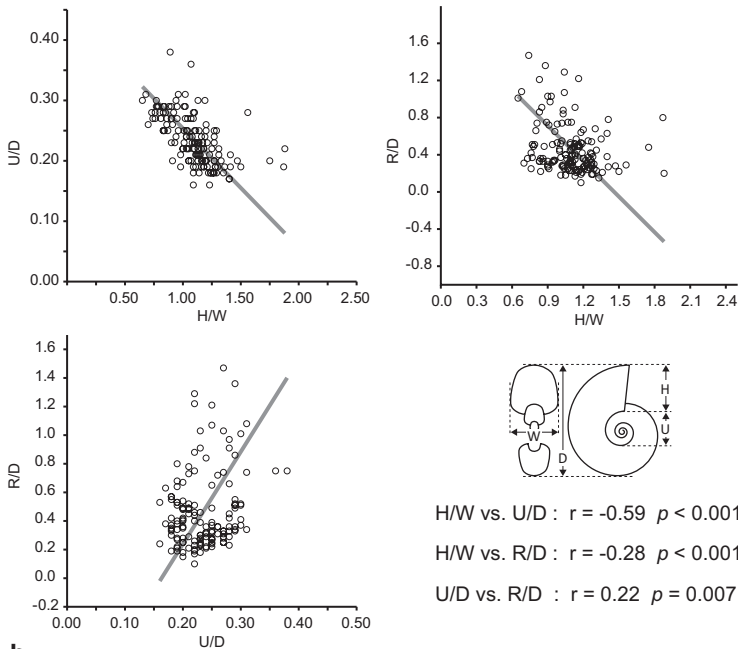 0.40
0.30
0.20
0.10
0.00
U/D
0.50 1.00 1.50 2.00 2.50
H/W
1.6
1.2
0.8
0.4
0.0
-0.4
-0.8
R/D
0.0 0.3 0.6 0.9 1.2 1.5 1.8 2.4
H/W
1.6
1.4
1.2
1.0
0.8
0.6
0.4
0.2
0.0
-0.2
R/D
0.00 0.10 0.20 0.30 0.40 0.50
U/D
W
D
H
U
H/W vs. U/D : r = -0.59 p < 0.001
H/W vs. R/D : r = -0.28 p < 0.001
U/D vs. R/D : r = 0.22 p = 0.007